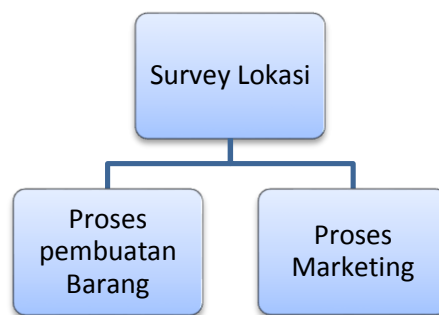 Survey Lokasi
Proses
pembuatan
Barang
Proses
Marketing